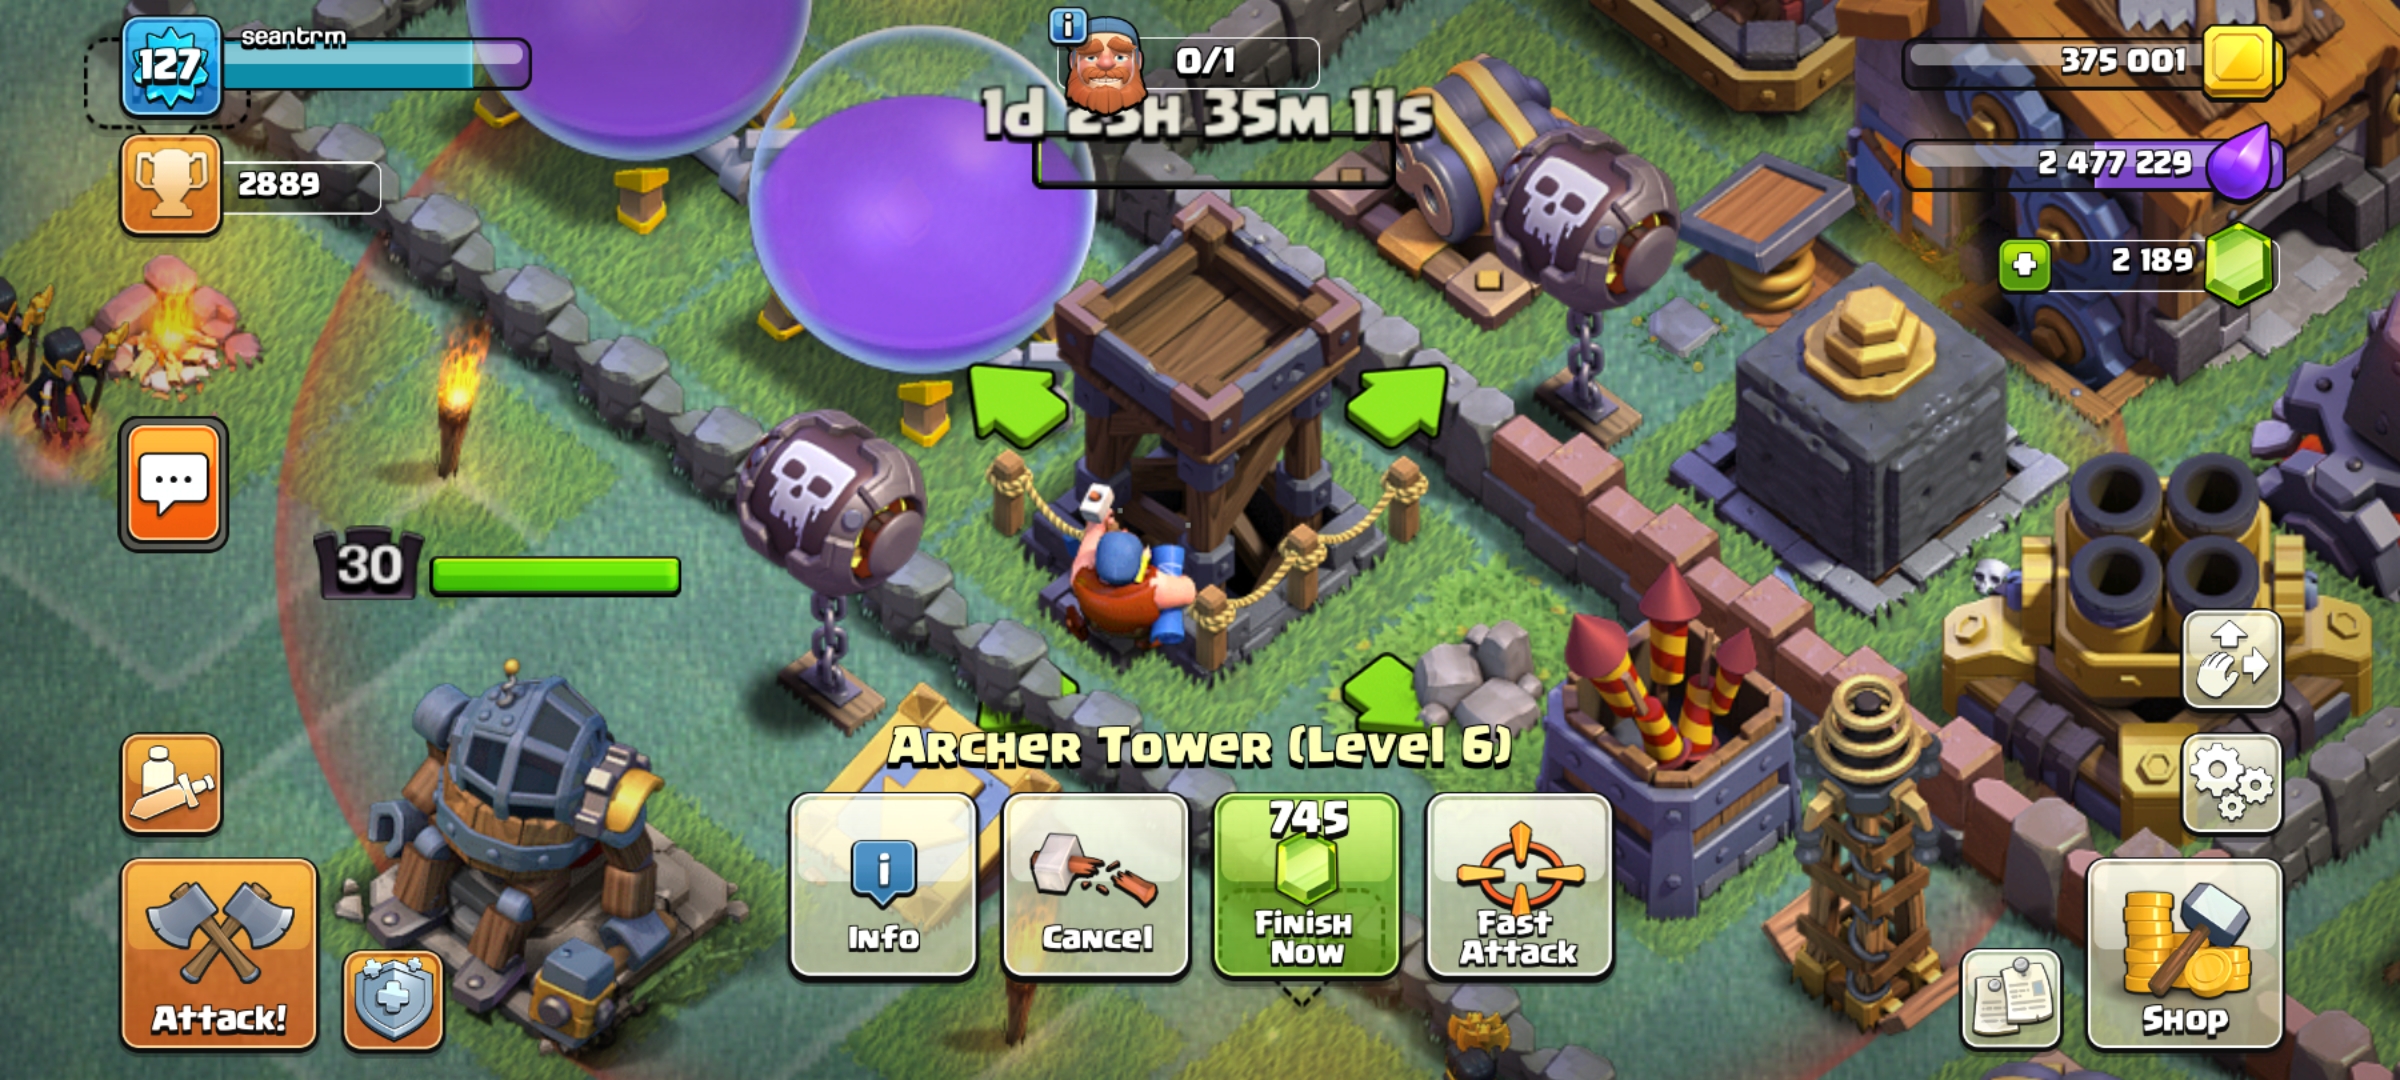 127
seantrm
0/1
375 001
1d 23H 35M 11s
2889
2 477 229
2 189
30
Archer Tower (Level 6)
745
Info
Cancel
Finish
Now
Fast
Attack
Attack!
Shop